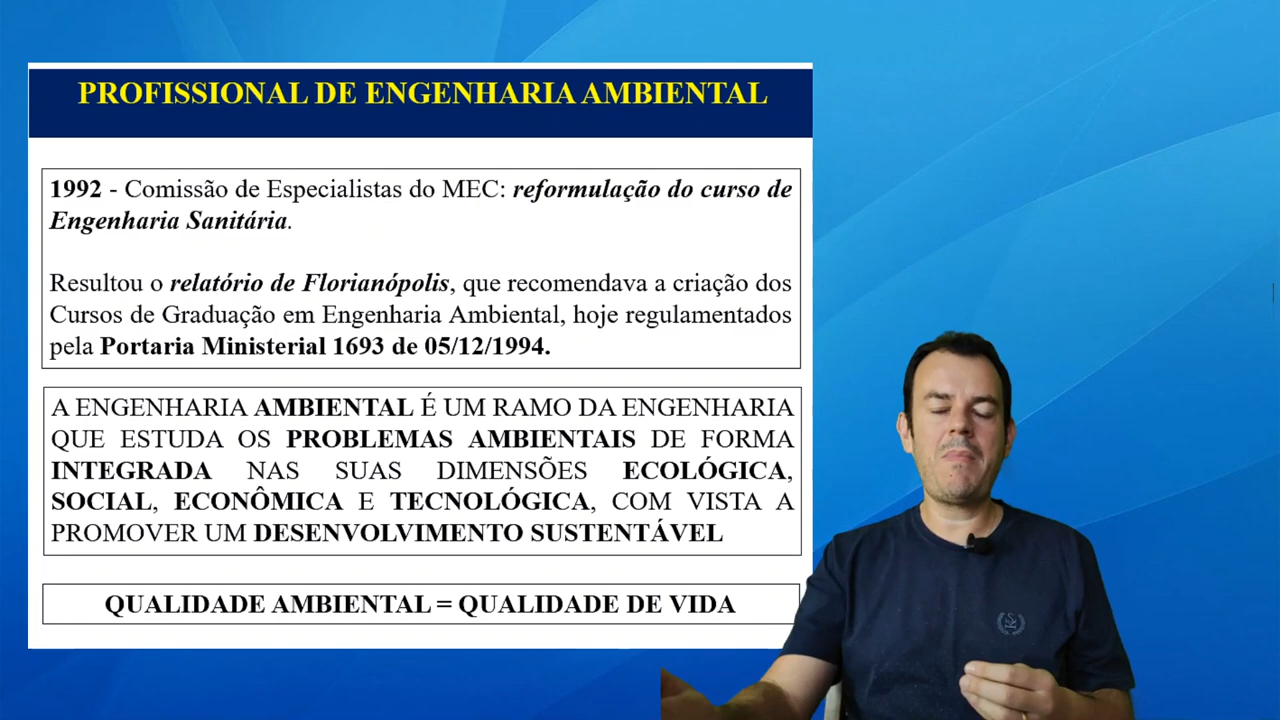 PROFISSIONAL DE ENGENHARIA AMBIENTAL
1992 - Comissão de Especialistas do MEC: reformulação do curso de
Engenharia Sanitária.
Resultou o relatório de Florianópolis, que recomendava a criação dos
Cursos de Graduação em Engenharia Ambiental, hoje regulamentados
pela Portaria Ministerial 1693 de 05/12/1994.
A ENGENHARIA AMBIENTAL É UM RAMO DA ENGENHARIA
QUE ESTUDA OS PROBLEMAS AMBIENTAIS DE FORMA
INTEGRADA NAS SUAS DIMENSÕES ECOLÓGICA,
SOCIAL, ECONÔMICA E TECNOLÓGICA, COM VISTA A
PROMOVER UM DESENVOLVIMENTO SUSTENTÁVEL
QUALIDADE AMBIENTAL = QUALIDADE DE VIDA